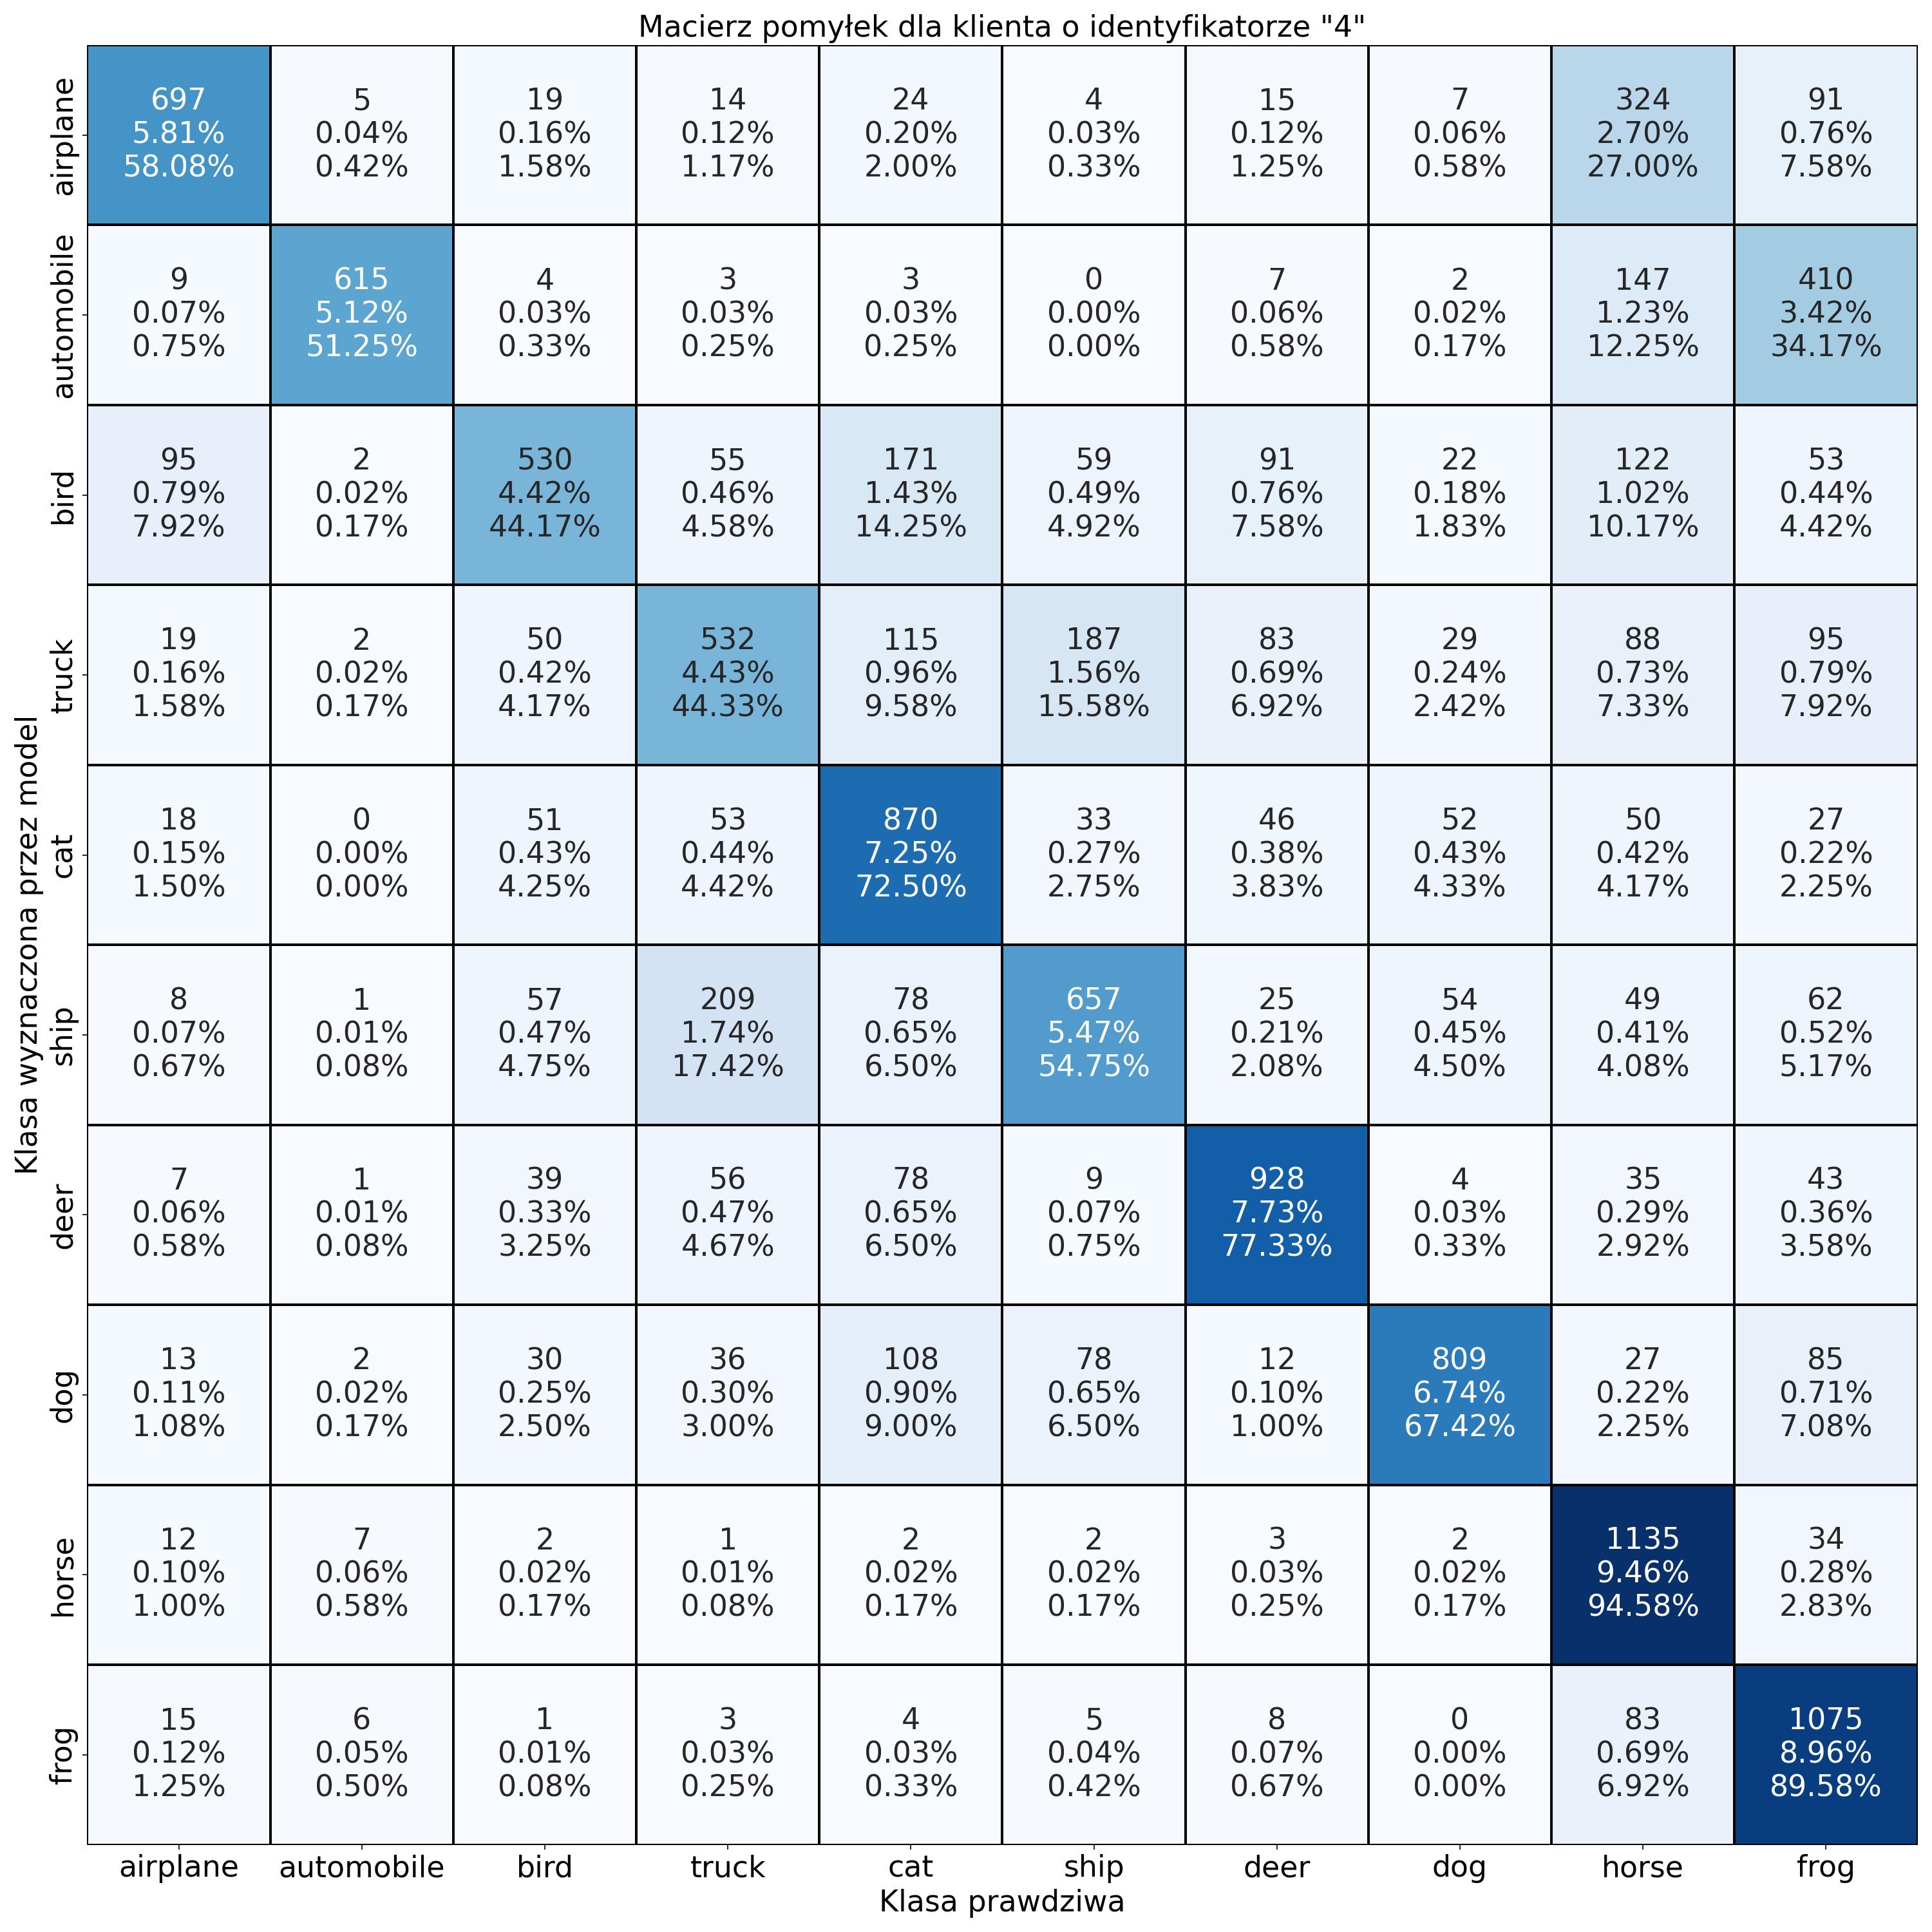 Macierz pomyłek dla klienta o identyfikatorze "4"
Klasa wyznaczona przez model
airplane
697 5 19 14 24 4 15 7 324 91
5.81% 0.04% 0.16% 0.12% 0.20% 0.03% 0.12% 0.06% 2.70% 0.76%
58.08% 0.42% 1.58% 1.17% 2.00% 0.33% 1.25% 0.58% 27.00% 7.58%
automobile
9 615 4 3 3 0 7 2 147 410
0.07% 5.12% 0.03% 0.03% 0.03% 0.00% 0.06% 0.02% 1.23% 3.42%
0.75% 51.25% 0.33% 0.25% 0.25% 0.00% 0.58% 0.17% 12.25% 34.17%
bird
95 2 530 55 171 59 91 22 122 53
0.79% 0.02% 4.42% 0.46% 1.43% 0.49% 0.76% 0.18% 1.02% 0.44%
7.92% 0.17% 44.17% 4.58% 14.25% 4.92% 7.58% 1.83% 10.17% 4.42%
truck
19 2 50 532 115 187 83 29 88 95
0.16% 0.02% 0.42% 4.43% 0.96% 1.56% 0.69% 0.24% 0.73% 0.79%
1.58% 0.17% 4.17% 44.33% 9.58% 15.58% 6.92% 2.42% 7.33% 7.92%
cat
18 0 51 53 870 33 46 52 50 27
0.15% 0.00% 0.43% 0.44% 7.25% 0.27% 0.38% 0.43% 0.42% 0.22%
1.50% 0.00% 4.25% 4.42% 72.50% 2.75% 3.83% 4.33% 4.17% 2.25%
ship
8 1 57 209 78 657 25 54 49 62
0.07% 0.01% 0.47% 1.74% 0.65% 5.47% 0.21% 0.45% 0.41% 0.52%
0.67% 0.08% 4.75% 17.42% 6.50% 54.75% 2.08% 4.50% 4.08% 5.17%
deer
7 1 39 56 78 9 928 4 35 43
0.06% 0.01% 0.33% 0.47% 0.65% 0.07% 7.73% 0.03% 0.29% 0.36%
0.58% 0.08% 3.25% 4.67% 6.50% 0.75% 77.33% 0.33% 2.92% 3.58%
dog
13 2 30 36 108 78 12 809 27 85
0.11% 0.02% 0.25% 0.30% 0.90% 0.65% 0.10% 6.74% 0.22% 0.71%
1.08% 0.17% 2.50% 3.00% 9.00% 6.50% 1.00% 67.42% 2.25% 7.08%
horse
12 7 2 1 2 2 3 2 1135 34
0.10% 0.06% 0.02% 0.01% 0.02% 0.02% 0.03% 0.02% 9.46% 0.28%
1.00% 0.58% 0.17% 0.08% 0.17% 0.17% 0.25% 0.17% 94.58% 2.83%
frog
15 6 1 3 4 5 8 0 83 1075
0.12% 0.05% 0.01% 0.03% 0.03% 0.04% 0.07% 0.00% 0.69% 8.96%
1.25% 0.50% 0.08% 0.25% 0.33% 0.42% 0.67% 0.00% 6.92% 89.58%
airplane automobile bird truck cat ship deer dog horse frog
Klasa prawdziwa